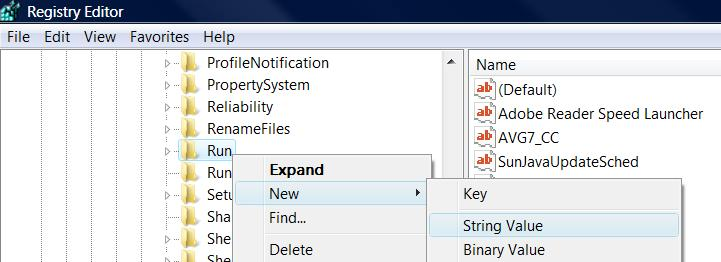 Registry Editor
File Edit View Favorites Help
ProfileNotification
PropertySystem
Reliability
RenameFiles
Run
Run
Setu
Sha
She
She
Expand
New
Find...
Delete
Key
String Value
Binary Value
Name
(Default)
Adobe Reader Speed Launcher
AVG7_CC
SunJavaUpdateSched